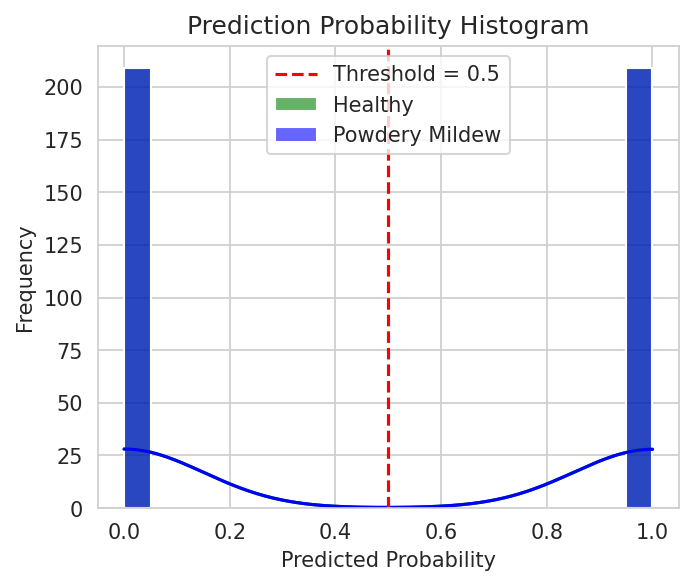 Prediction Probability Histogram
Threshold = 0.5
Healthy
Powdery Mildew
Frequency
200
175
150
125
100
75
50
25
0
0.0 0.2 0.4 0.6 0.8 1.0
Predicted Probability